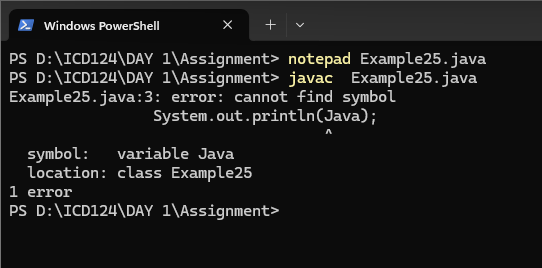 Windows PowerShell
PS D:\ICD124\DAY 1\Assignment> notepad Example25.java
PS D:\ICD124\DAY 1\Assignment> javac  Example25.java
Example25.java:3: error: cannot find symbol
                System.out.println(Java);
                                   ^
  symbol:   variable Java
  location: class Example25
1 error
PS D:\ICD124\DAY 1\Assignment>